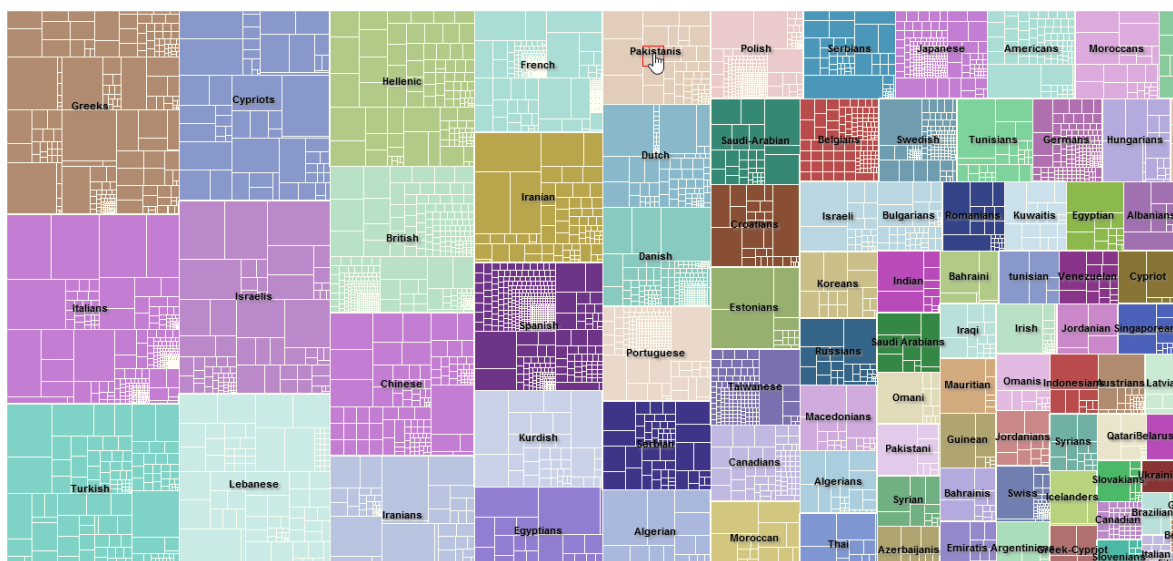 Greeks
Cypriots
Hellenic
French
Pakistanis
Polish
Serbians
Japanese
Americans
Moroccans
Dutch
Saudi-Arabian
Belgians
Swedish
Tunisians
Germans
Hungarians
British
Iranian
Danish
Croatians
Israeli
Bulgarians
Romanians
Kuwaitis
Egyptian
Albanians
Italians
Israelis
Spanish
Portuguese
Estonians
Koreans
Indian
Bahraini
tunisian
Venezuelan
Cypriot
Russians
Saudi Arabians
Iraqi
Irish
Jordanian
Singaporean
Chinese
Taiwanese
Macedonians
Omani
Mauritian
Omanis
Indonesians
Austrians
Latvia
Turkish
Lebanese
Kurdish
Serbian
Canadians
Algerians
Pakistani
Guinean
Jordanians
Syrians
Qatari
Belarus
Iranians
Egyptians
Algerian
Moroccan
Thai
Syrian
Bahrainis
Swiss
Icelanders
Slovakians
Ukraini
Azerbaijanis
Emiratis
Argentinians
Greek-Cypriot
Canadian
Brazilian
Slovenians
Italian